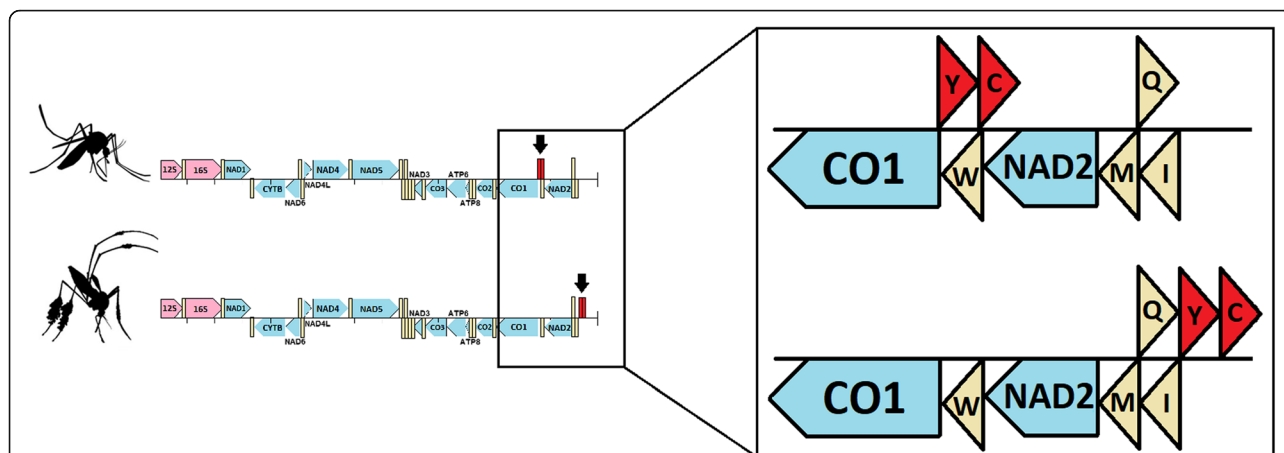 12S 16S NAD1 CYTB NAD6 NAD4L NAD4 NAD5 NAD3 CO3 ATP6 ATP8 CO2 CO1 NAD2
12S 16S NAD1 CYTB NAD6 NAD4L NAD4 NAD5 NAD3 CO3 ATP6 ATP8 CO2 CO1 NAD2
Y C Q
CO1 W NAD2 M I
Q Y C
CO1 W NAD2 M I